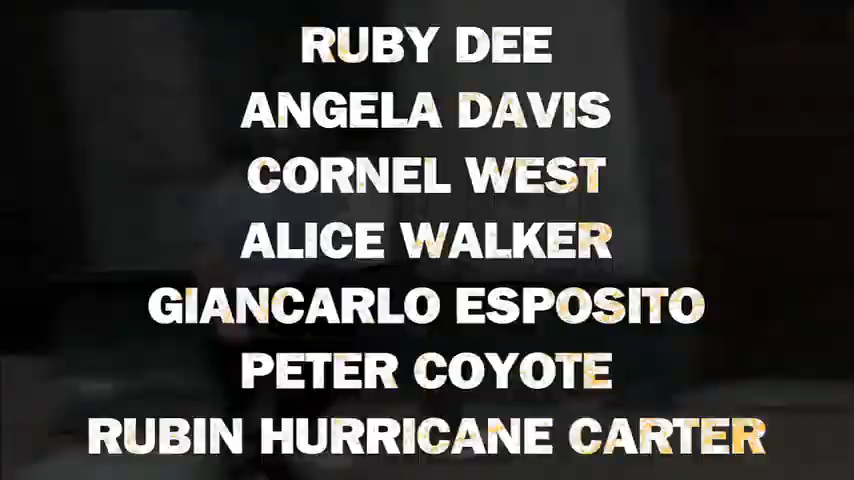 RUBY DEE
ANGELA DAVIS
CORNEL WEST
ALICE WALKER
GIANCARLO ESPOSITO
PETER COYOTE
RUBIN HURRICANE CARTER